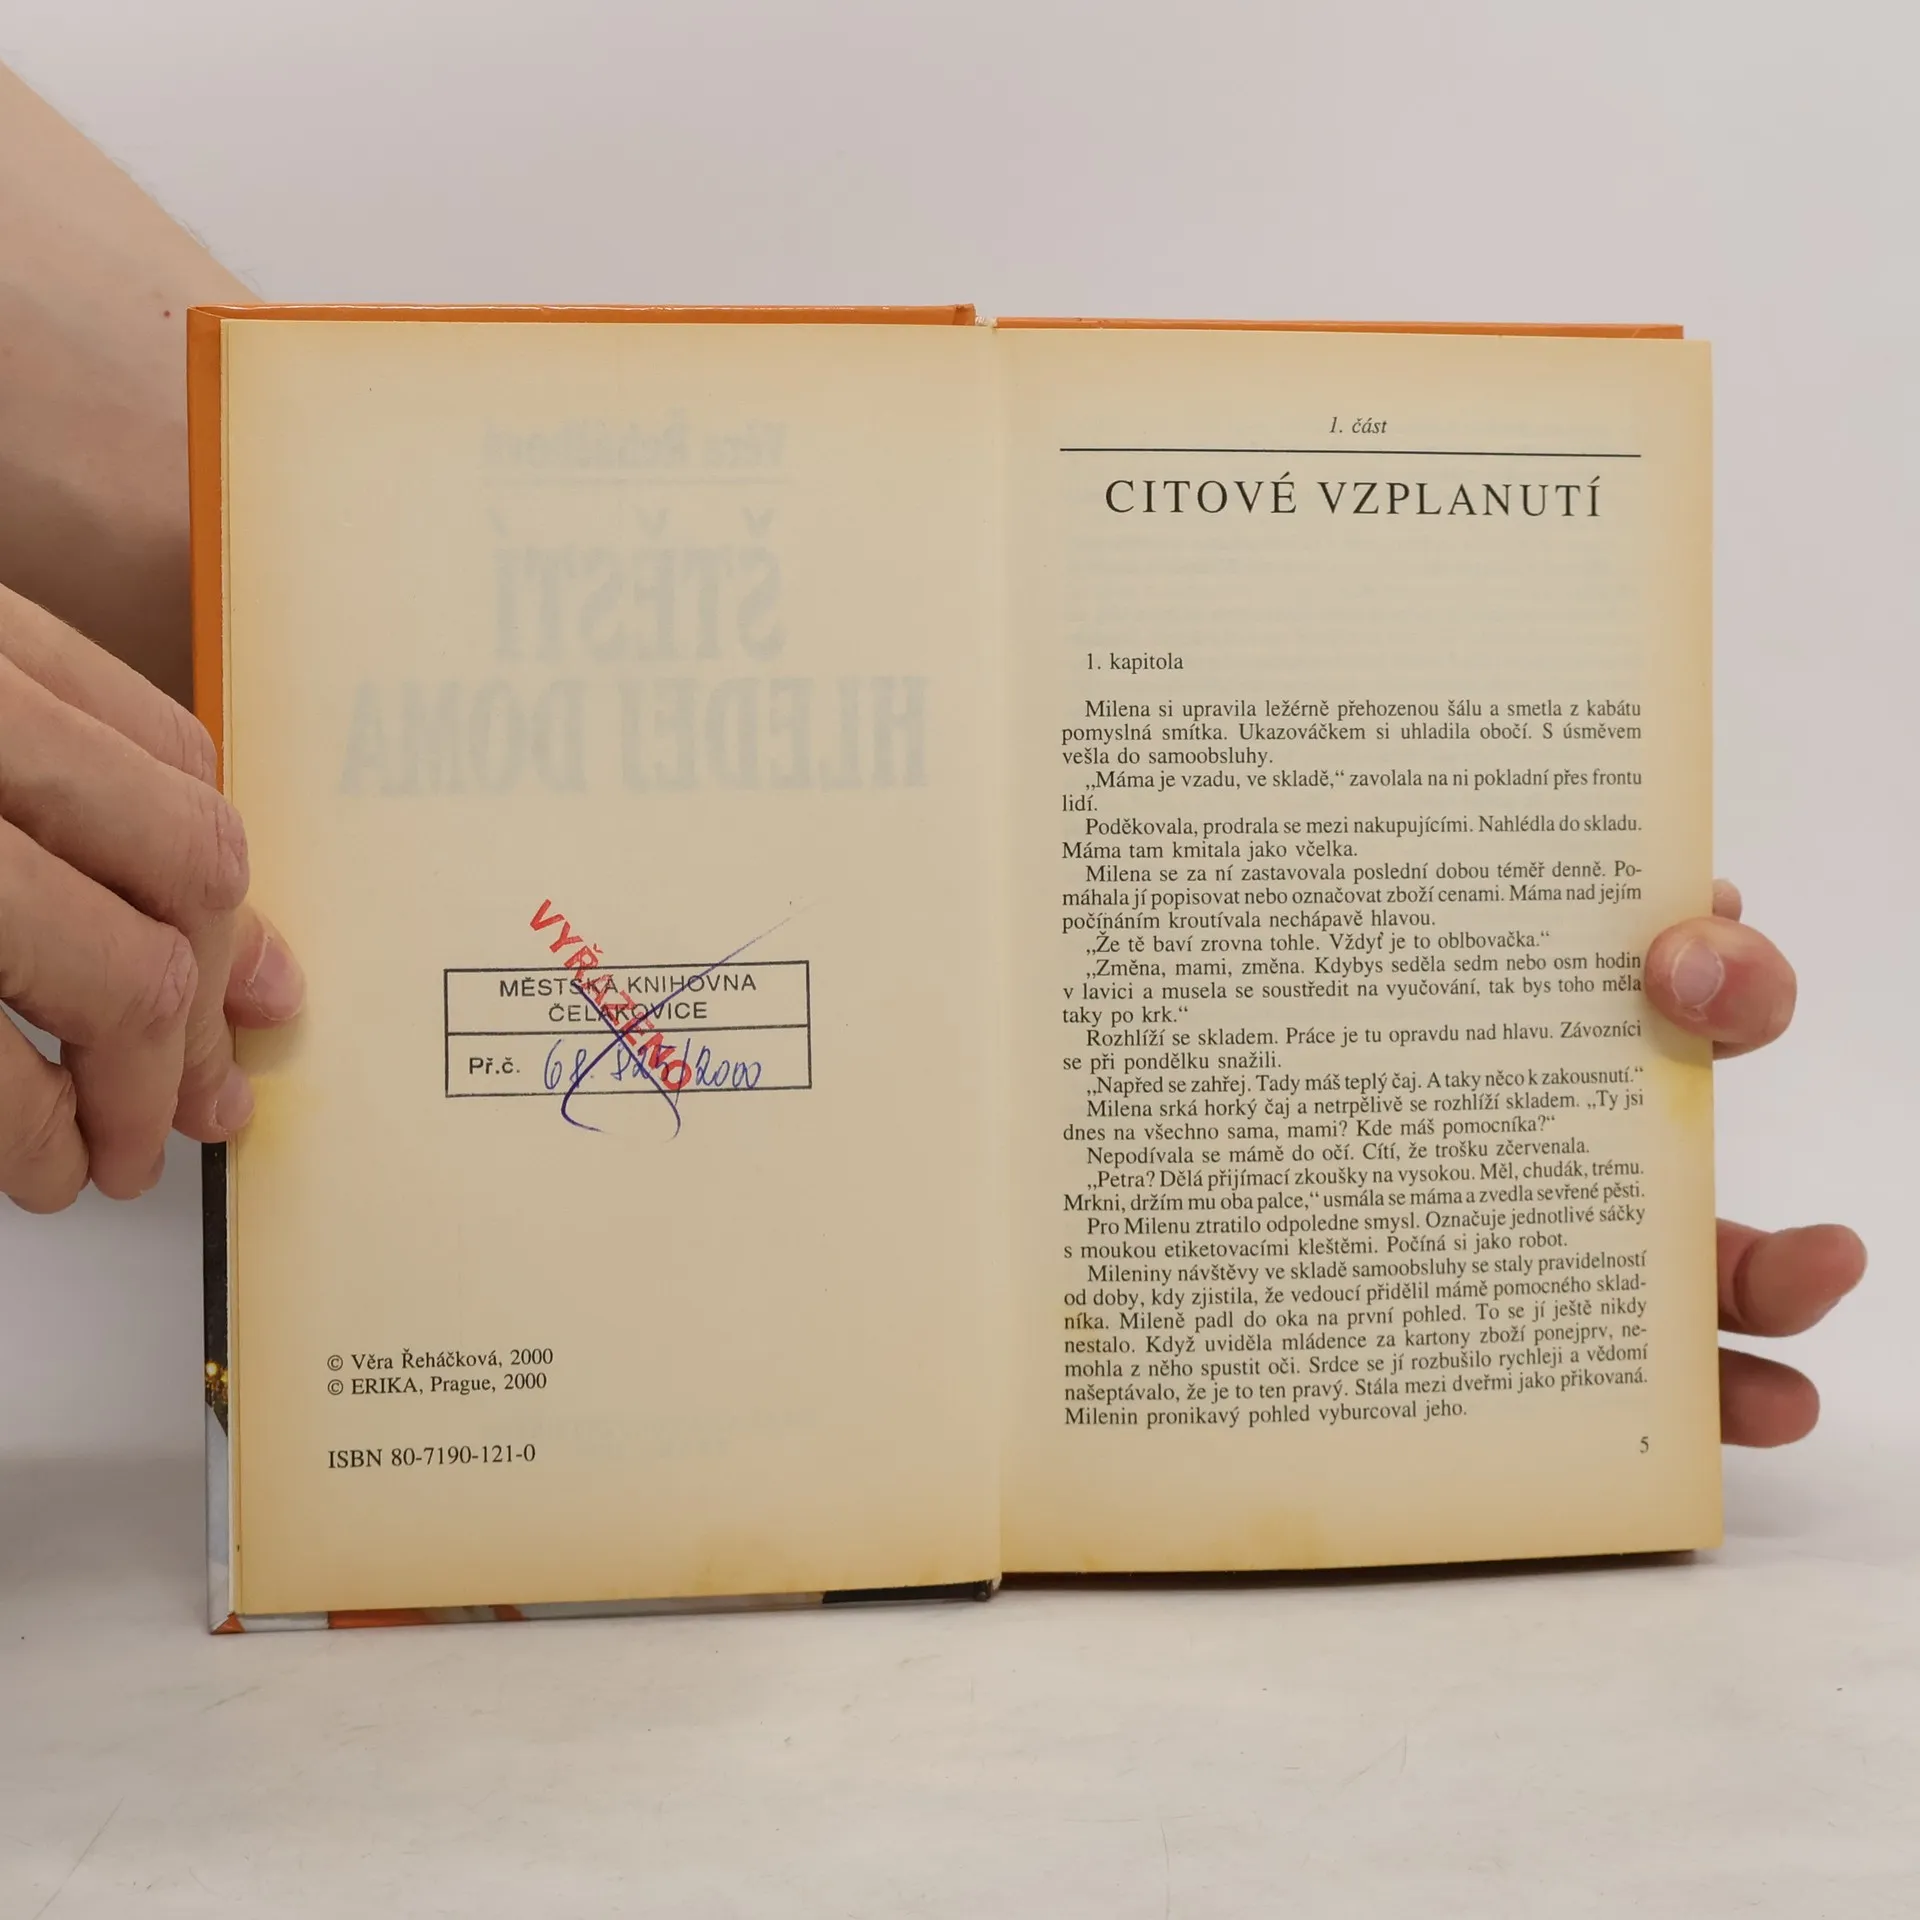 Věra Řeháčková
ŠTĚSTÍ
HLEDEJ DOMA
VYŘAZENO
MĚSTSKÁ KNIHOVNA
ČELÁKOVICE
Př.č. 68.825/2000
© Věra Řeháčková, 2000
© ERIKA, Prague, 2000
ISBN 80-7190-121-0
1. část
CITOVÉ VZPLANUTÍ
1. kapitola
Milena si upravila ležérně přehozenou šálu a smetla z kabátu
pomyslná smítka. Ukazováčkem si uhladila obočí. S úsměvem
vešla do samoobsluhy.
„Máma je vzadu, ve skladě,“ zavolala na ni pokladní přes frontu
lidí.
Poděkovala, prodrala se mezi nakupujícími. Nahlédla do skladu.
Máma tam kmitala jako včelka.
Milena se za ní zastavovala poslední dobou téměř denně. Po-
máhala jí popisovat nebo označovat zboží cenami. Máma nad jejím
počínáním kroutívala nechápavě hlavou.
„Že tě baví zrovna tohle. Vždyť je to oblbovačka.“
„Změna, mami, změna. Kdybys seděla sedm nebo osm hodin
v lavici a musela se soustředit na vyučování, tak bys toho měla
taky po krk.“
Rozhlíží se skladem. Práce je tu opravdu nad hlavu. Závozníci
se při pondělku snažili.
„Napřed se zahřej. Tady máš teplý čaj. A taky něco k zakousnutí.“
Milena srká horký čaj a netrpělivě se rozhlíží skladem. „Ty jsi
dnes na všechno sama, mami? Kde máš pomocníka?“
Nepodívala se mámě do očí. Cítí, že trošku zčervenala.
„Petra? Dělá přijímací zkoušky na vysokou. Měl, chudák, trému.
Mrkni, držím mu oba palce,“ usmála se máma a zvedla sevřené pěsti.
Pro Milenu ztratilo odpoledne smysl. Označuje jednotlivé sáčky
s moukou etiketovacími kleštěmi. Počíná si jako robot.
Mileniny návštěvy ve skladě samoobsluhy se staly pravidelností
od doby, kdy zjistila, že vedoucí přidělil mámě pomocného sklad-
níka. Mileně padl do oka na první pohled. To se jí ještě nikdy
nestalo. Když uviděla mládence za kartony zboží ponejprv, ne-
mohla z něho spustit oči. Srdce se jí rozbušilo rychleji a vědomí
našeptávalo, že je to ten pravý. Stála mezi dveřmi jako přikovaná.
Milenin pronikavý pohled vyburcoval jeho.
5